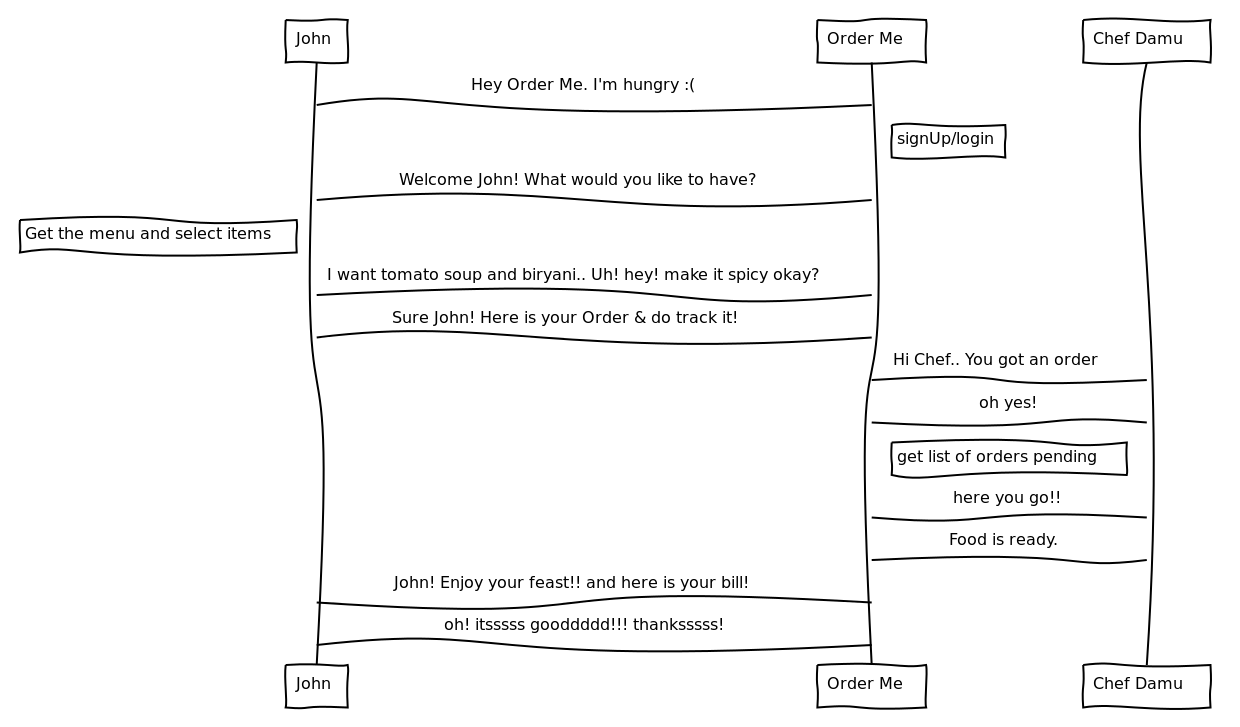 John
Order Me
Chef Damu
Hey Order Me. I'm hungry :(
signUp/login
Welcome John! What would you like to have?
Get the menu and select items
I want tomato soup and biryani.. Uh! hey! make it spicy okay?
Sure John! Here is your Order & do track it!
Hi Chef.. You got an order
oh yes!
get list of orders pending
here you go!!
Food is ready.
John! Enjoy your feast!! and here is your bill!
oh! itsssss gooddddd!!! thanksssss!
John
Order Me
Chef Damu